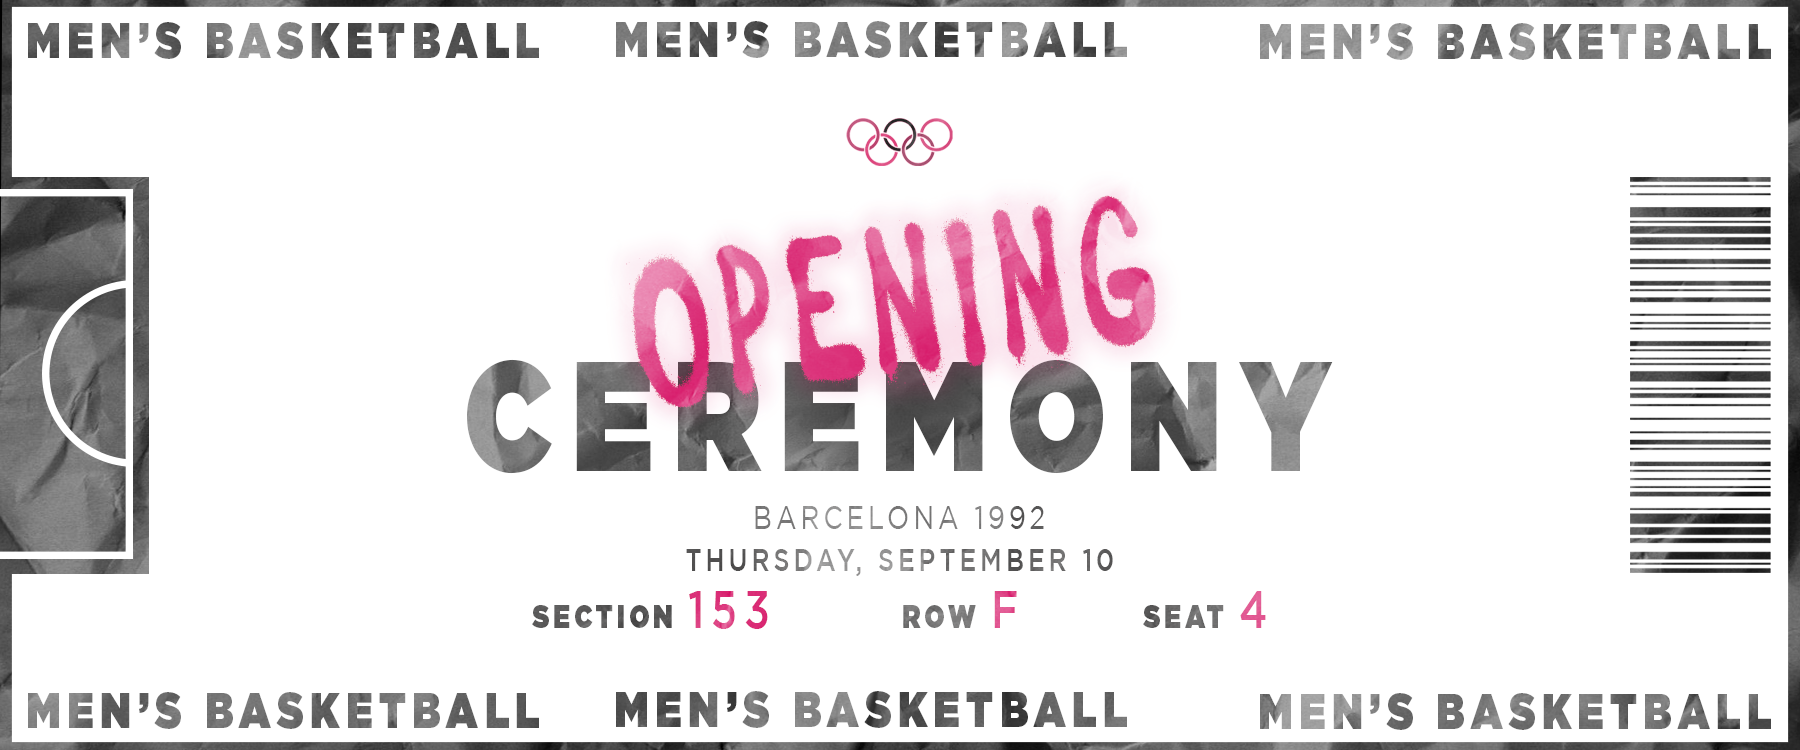 MEN'S BASKETBALL MEN'S BASKETBALL MEN'S BASKETBALL
OPENING
CEREMONY
BARCELONA 1992
THURSDAY, SEPTEMBER 10
SECTION 153 ROW F SEAT 4
MEN'S BASKETBALL MEN'S BASKETBALL MEN'S BASKETBALL